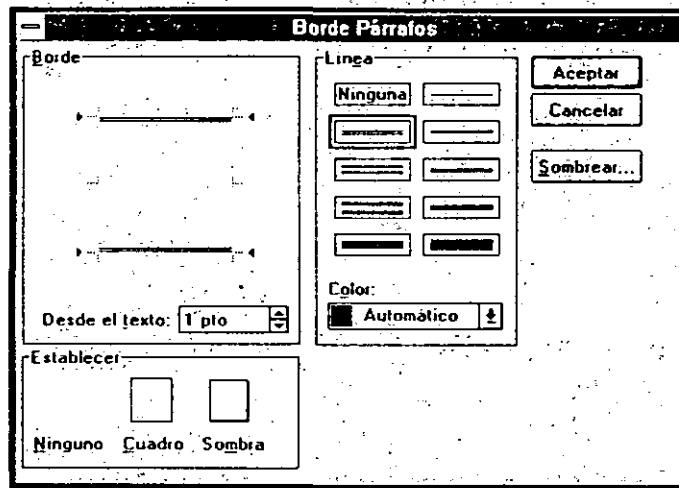 Borde Párrafos
Borde
Desde el texto: 1 pto
Línea
Ninguna
Color:
Automático
Aceptar
Cancelar
Sombrear...
Establecer
Ninguno Cuadro Sombra